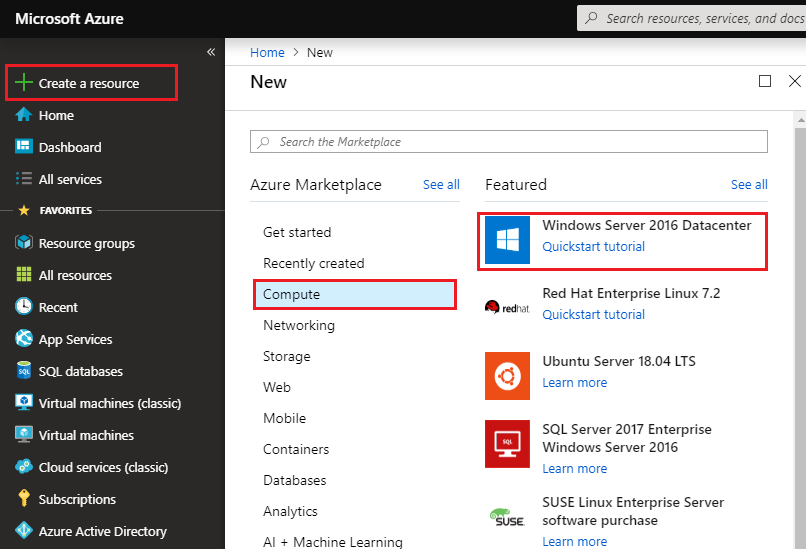 Microsoft Azure
Search resources, services, and docs
«
Create a resource
Home
Dashboard
All services
FAVORITES
Resource groups
All resources
Recent
App Services
SQL databases
Virtual machines (classic)
Virtual machines
Cloud services (classic)
Subscriptions
Azure Active Directory
Home > New
New
Search the Marketplace
Azure Marketplace See all
Get started
Recently created
Compute
Networking
Storage
Web
Mobile
Containers
Databases
Analytics
AI + Machine Learning
Featured See all
Windows Server 2016 Datacenter
Quickstart tutorial
redhat
Red Hat Enterprise Linux 7.2
Quickstart tutorial
Ubuntu Server 18.04 LTS
Learn more
SQL
SQL Server 2017 Enterprise
Windows Server 2016
Learn more
SUSE
SUSE Linux Enterprise Server
software purchase
Learn more